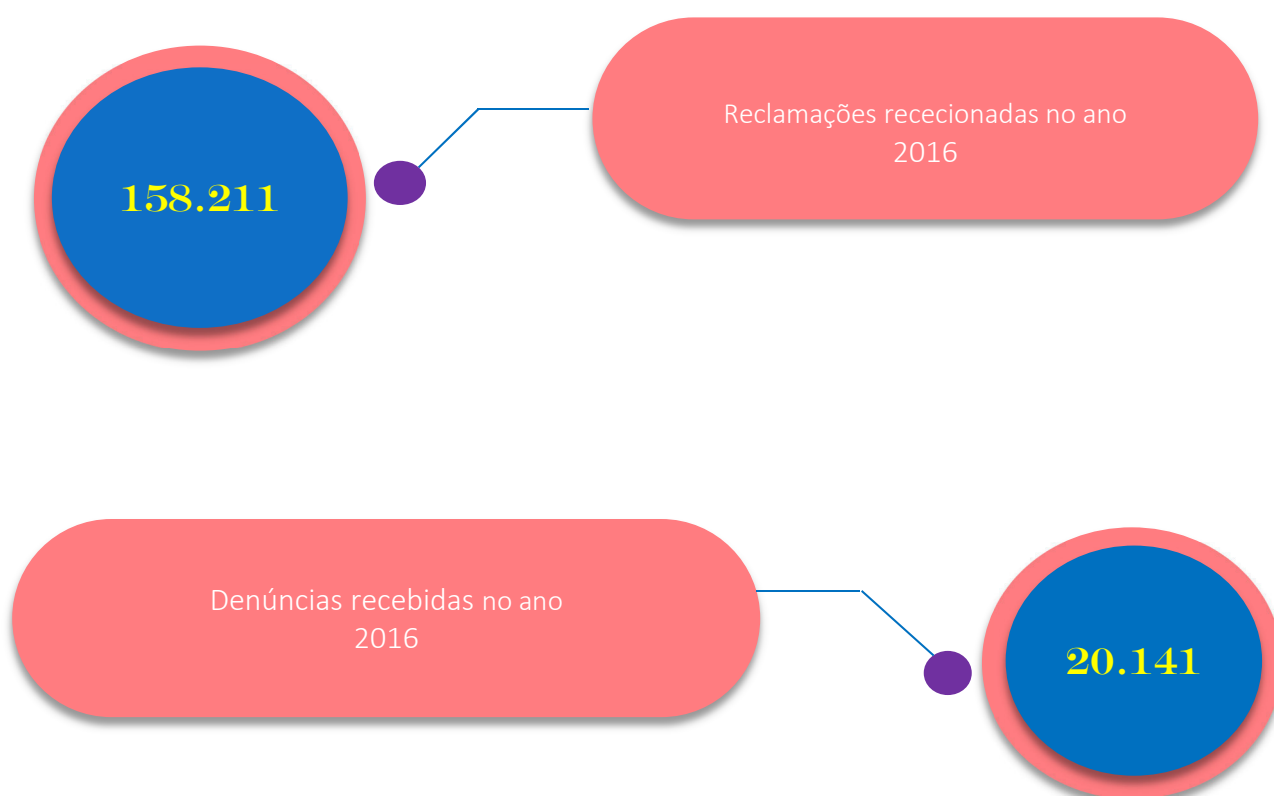 158.211
Reclamações rececionadas no ano
2016
Denúncias recebidas no ano
2016
20.141